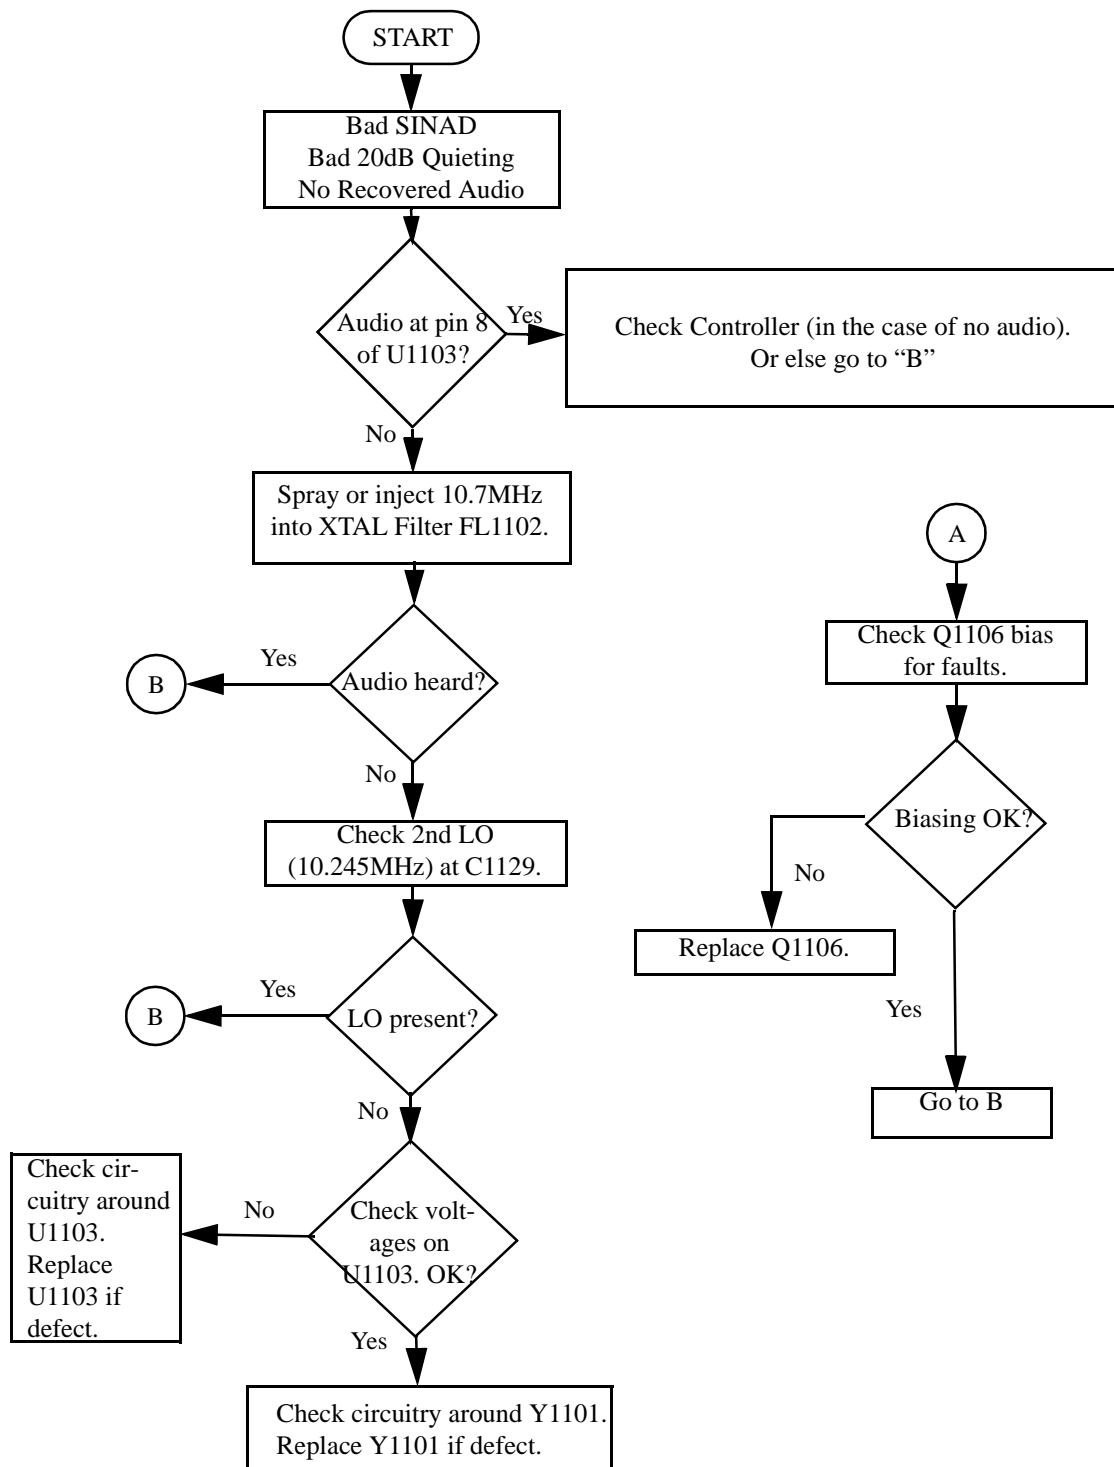 START
Bad SINAD
Bad 20dB Quieting
No Recovered Audio
Audio at pin 8
of U1103?
Yes
Check Controller (in the case of no audio).
Or else go to “B”
No
Spray or inject 10.7MHz
into XTAL Filter FL1102.
Audio heard?
Yes
B
No
Check 2nd LO
(10.245MHz) at C1129.
LO present?
Yes
B
No
Check volt-
ages on
U1103. OK?
No
Check cir-
cuitry around
U1103.
Replace
U1103 if
defect.
Yes
Check circuitry around Y1101.
Replace Y1101 if defect.
A
Check Q1106 bias
for faults.
Biasing OK?
No
Replace Q1106.
Yes
Go to B